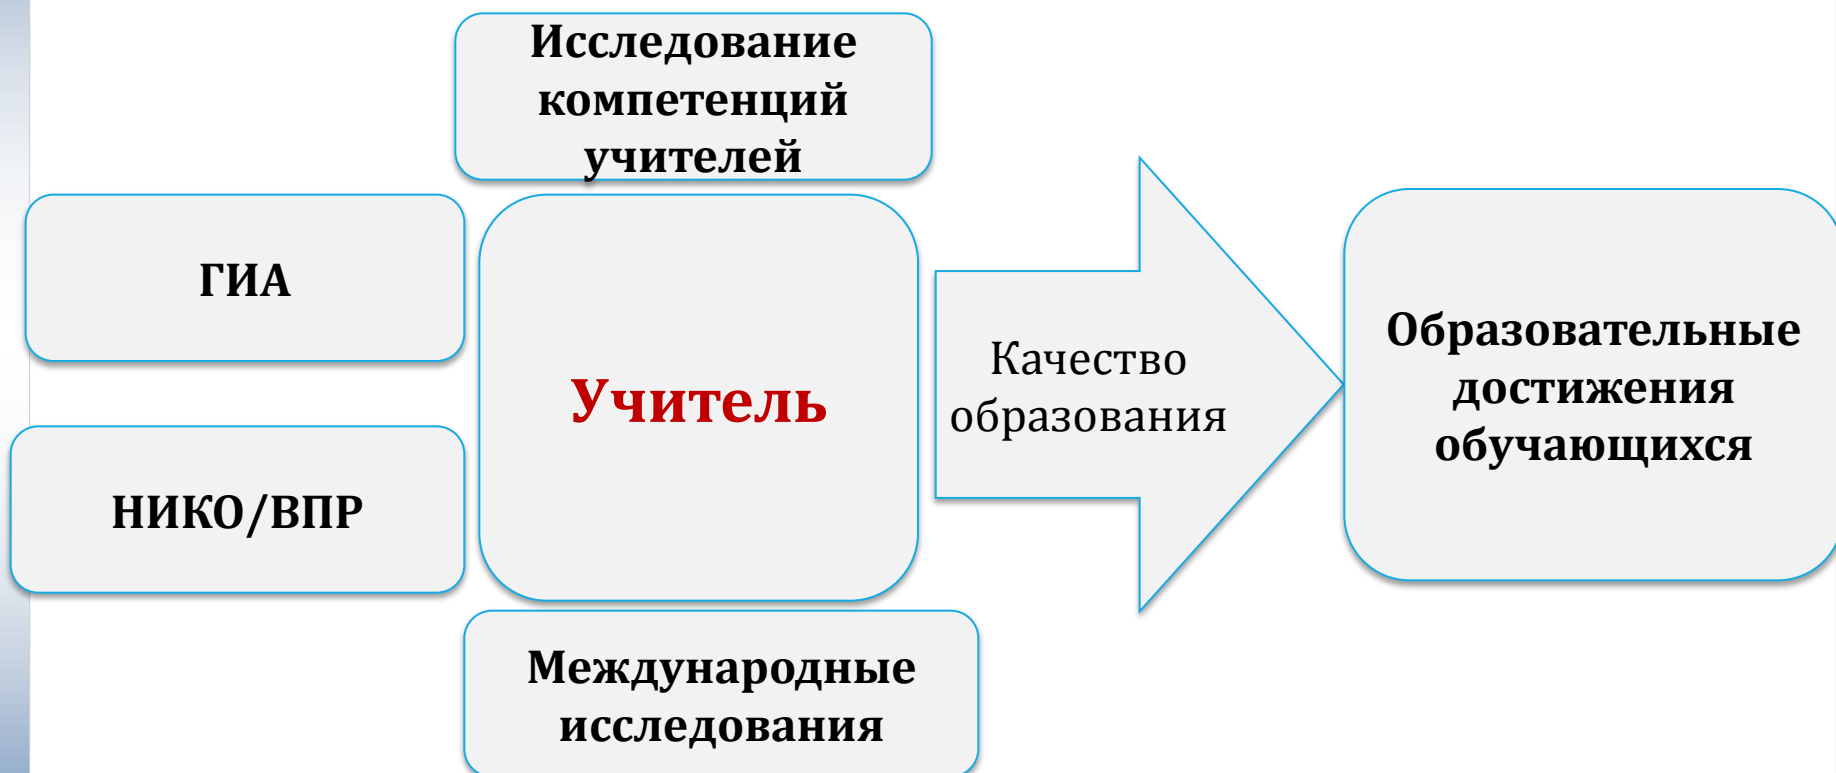 Исследование
компетенций
учителей
ГИА
НИКО/ВПР
Учитель
Международные
исследования
Качество
образования
Образовательные
достижения
обучающихся